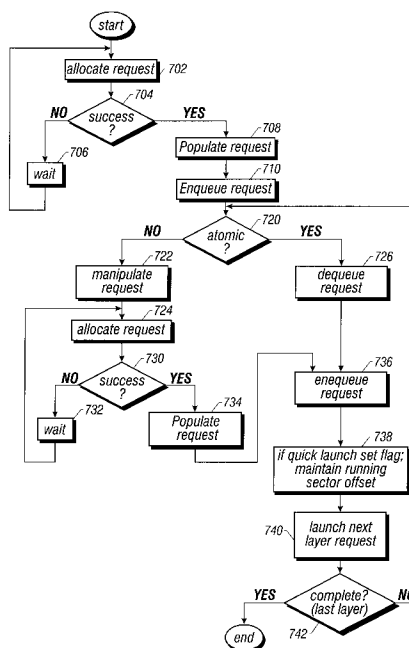 start
allocate request
702
704
success
?
NO
YES
706
wait
708
Populate request
710
Enqueue request
720
atomic
?
NO
YES
722
manipulate
request
726
dequeue
request
724
allocate request
730
success
?
NO
YES
732
wait
734
Populate
request
736
enequeue
request
738
if quick launch set flag;
maintain running
sector offset
740
launch next
layer request
complete?
(last layer)
YES
NO
742
end